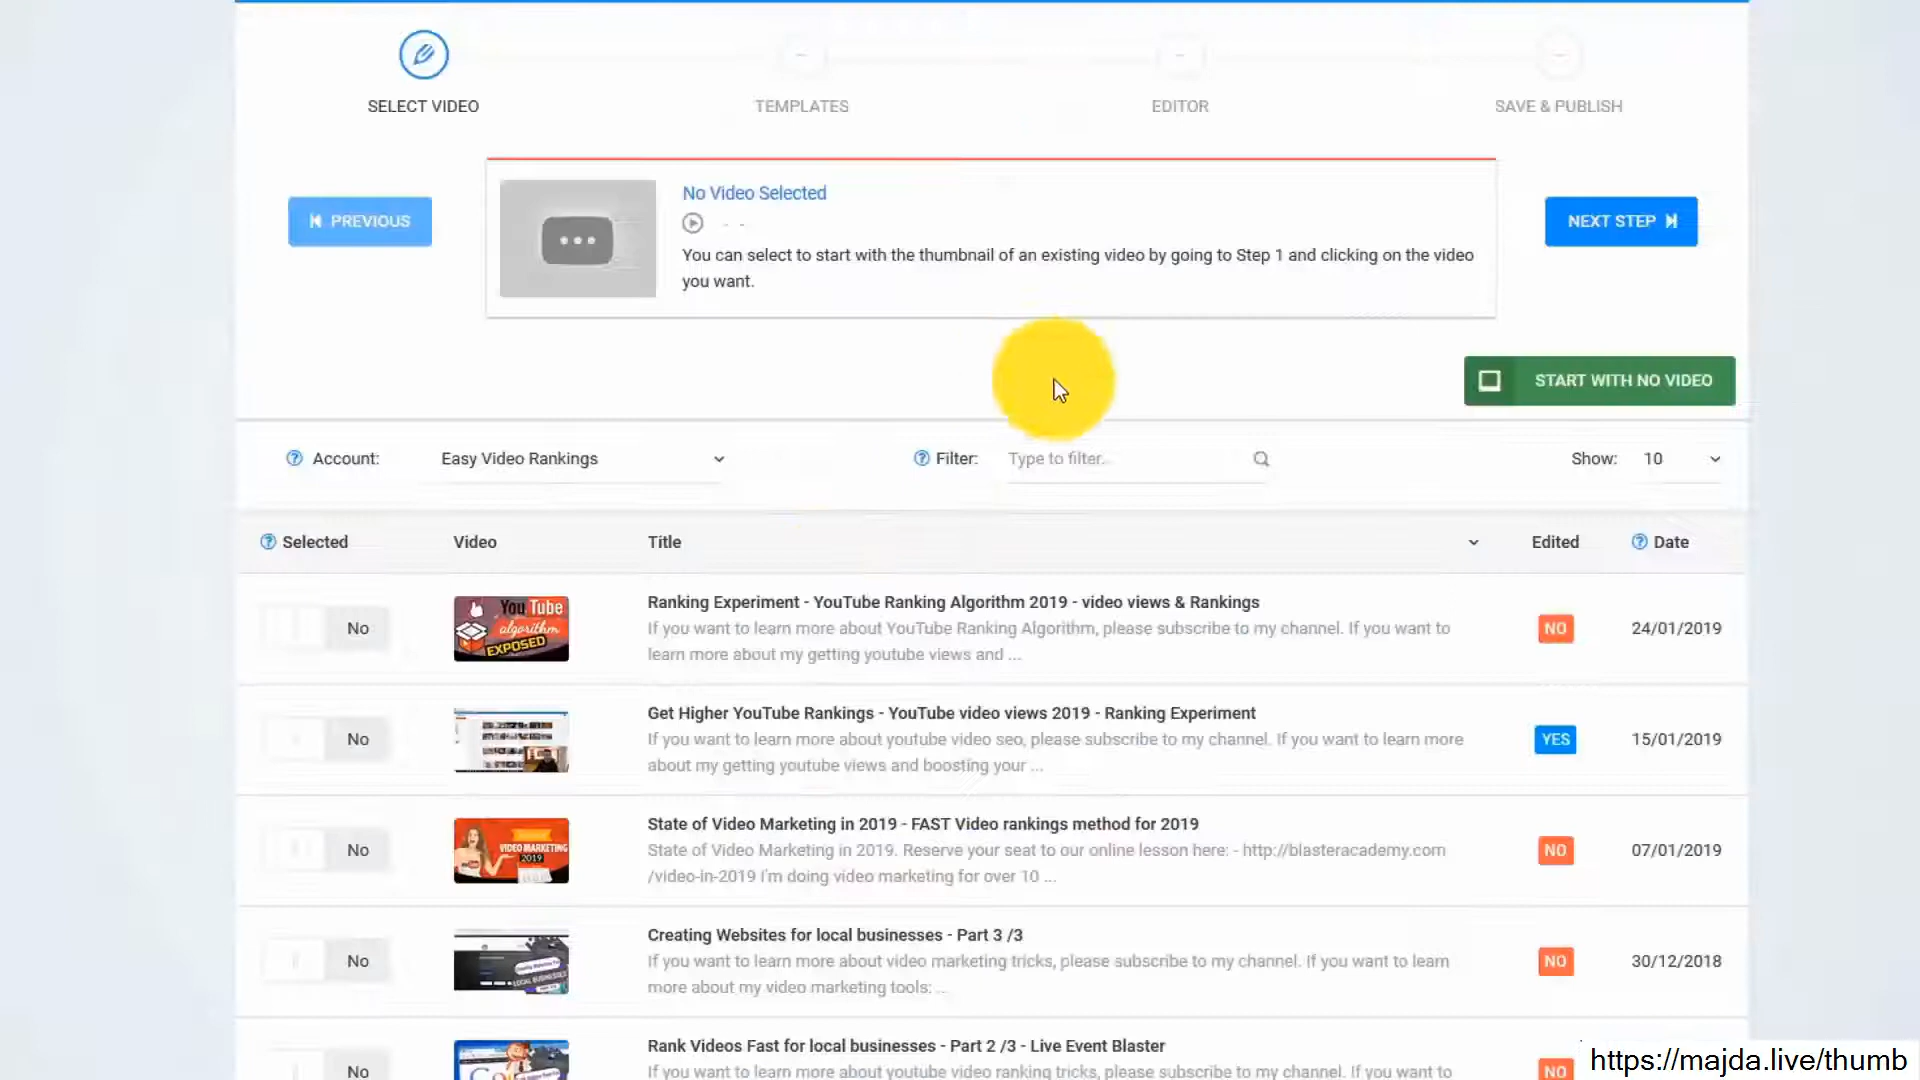 SELECT VIDEO
TEMPLATES
EDITOR
SAVE & PUBLISH
PREVIOUS
No Video Selected
- -
You can select to start with the thumbnail of an existing video by going to Step 1 and clicking on the video
you want.
NEXT STEP
START WITH NO VIDEO
Account: Easy Video Rankings
Filter: Type to filter..
Show: 10
Selected Video Title Edited Date
No
You Tube
algorithm
EXPOSED
Ranking Experiment - YouTube Ranking Algorithm 2019 - video views & Rankings
If you want to learn more about YouTube Ranking Algorithm, please subscribe to my channel. If you want to
learn more about my getting youtube views and ...
NO
24/01/2019
No
Get Higher YouTube Rankings - YouTube video views 2019 - Ranking Experiment
If you want to learn more about youtube video seo, please subscribe to my channel. If you want to learn more
about my getting youtube views and boosting your ...
YES
15/01/2019
No
VIDEO MARKETING
2019
State of Video Marketing in 2019 - FAST Video rankings method for 2019
State of Video Marketing in 2019. Reserve your seat to our online lesson here: - http://blasteracademy.com
/video-in-2019 I'm doing video marketing for over 10 ...
NO
07/01/2019
No
LOCAL BUSINESSES
Creating Websites for local businesses - Part 3 /3
If you want to learn more about video marketing tricks, please subscribe to my channel. If you want to learn
more about my video marketing tools: ...
NO
30/12/2018
No
Rank Videos Fast for local businesses - Part 2 /3 - Live Event Blaster
If you want to learn more about youtube video ranking tricks, please subscribe to my channel. If you want to
NO
https://majda.live/thumb